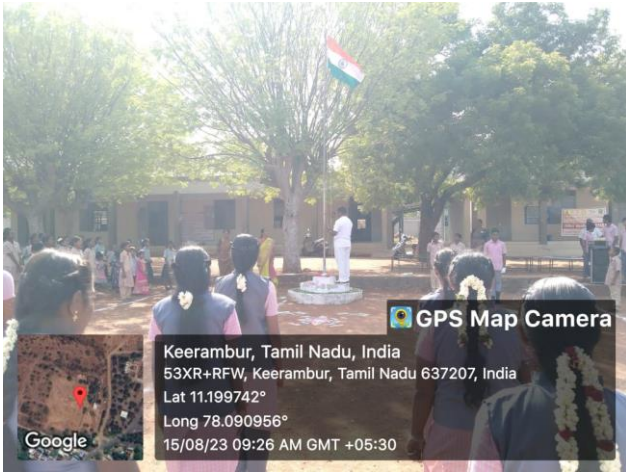 GPS Map Camera
Keerambur, Tamil Nadu, India
53XR+RFW, Keerambur, Tamil Nadu 637207, India
Lat 11.199742°
Long 78.090956°
15/08/23 09:26 AM GMT +05:30
Google